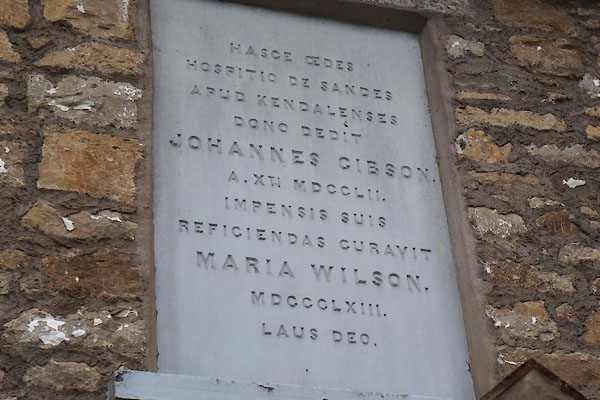 HASCE ŒDES
HOSPITIO DE SANDES
APUD KENDALENSES
DONO DEDIT
JOHANNES GIBSON.
A.XTI MDCCLII.
IMPENSIS SUIS
REFICIENDAS CURAVIT
MARIA WILSON.
MDCCCLXIII.
LAUS DEO.